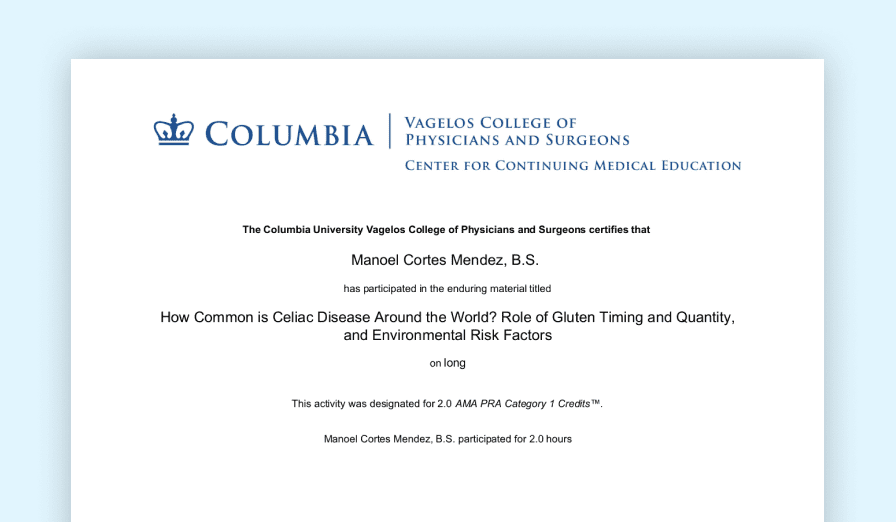 COLUMBIA
VAGELOS COLLEGE OF
PHYSICIANS AND SURGEONS
CENTER FOR CONTINUING MEDICAL EDUCATION
The Columbia University Vagelos College of Physicians and Surgeons certifies that
Manoel Cortes Mendez, B.S.
has participated in the enduring material titled
How Common is Celiac Disease Around the World? Role of Gluten Timing and Quantity,
and Environmental Risk Factors
on long
This activity was designated for 2.0 AMA PRA Category 1 Credits™.
Manoel Cortes Mendez, B.S. participated for 2.0 hours